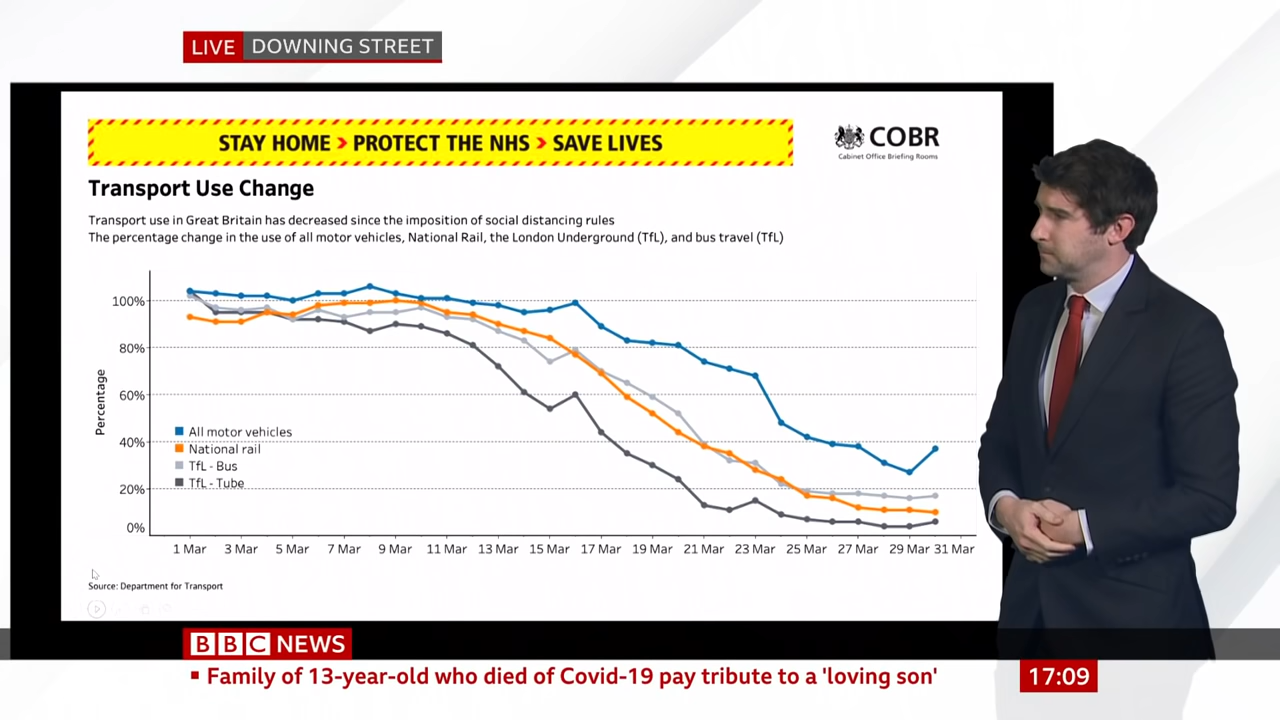 LIVE DOWNING STREET
STAY HOME > PROTECT THE NHS > SAVE LIVES
COBR
Cabinet Office Briefing Rooms
Transport Use Change
Transport use in Great Britain has decreased since the imposition of social distancing rules
The percentage change in the use of all motor vehicles, National Rail, the London Underground (TfL), and bus travel (TfL)
Percentage
100%
80%
60%
40%
20%
0%
All motor vehicles
National rail
TfL - Bus
TfL - Tube
1 Mar 3 Mar 5 Mar 7 Mar 9 Mar 11 Mar 13 Mar 15 Mar 17 Mar 19 Mar 21 Mar 23 Mar 25 Mar 27 Mar 29 Mar 31 Mar
Source: Department for Transport
BBC NEWS
Family of 13-year-old who died of Covid-19 pay tribute to a 'loving son'
17:09